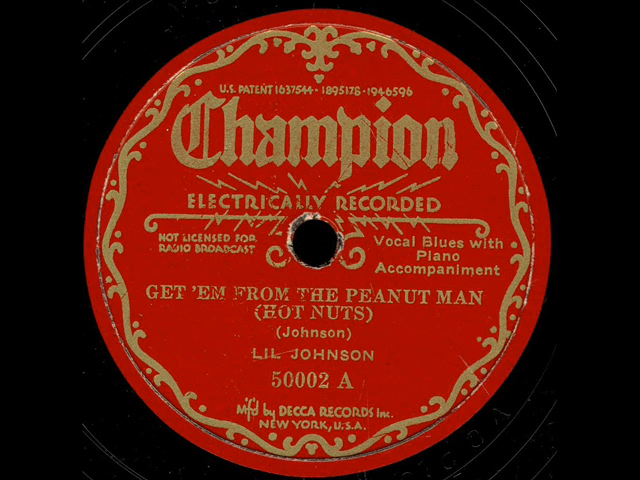 U.S. PATENT 1637544 · 1895178 · 1946596
Champion
ELECTRICALLY RECORDED
NOT LICENSED FOR
RADIO BROADCAST
Vocal Blues with
Piano
Accompaniment
GET 'EM FROM THE PEANUT MAN
(HOT NUTS)
(Johnson)
LIL JOHNSON
50002 A
M'f'd by DECCA RECORDS Inc.
NEW YORK, U.S.A.